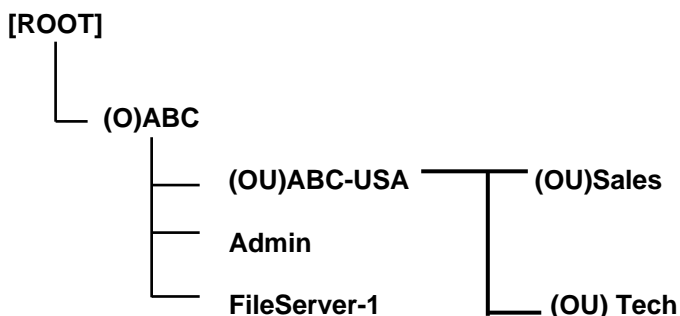 [ROOT]
(O)ABC
(OU)ABC-USA
(OU)Sales
Admin
FileServer-1
(OU) Tech